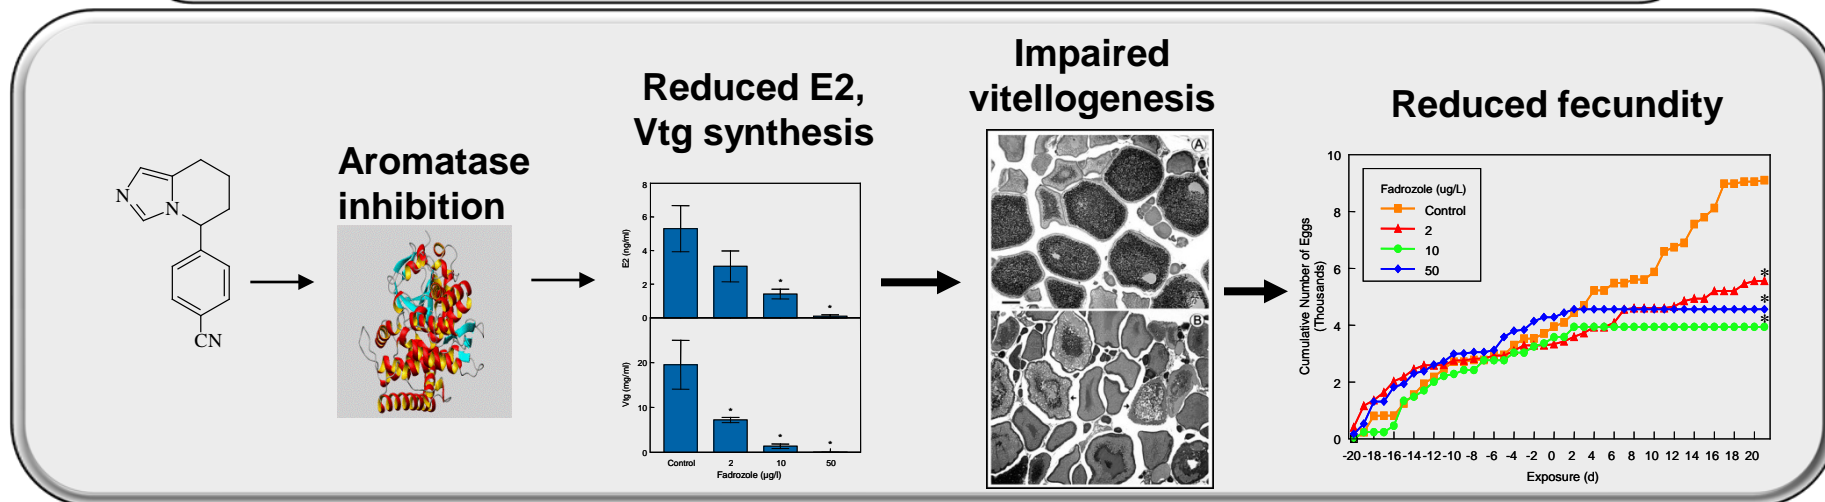 N
N
CN
Aromatase
inhibition
Reduced E2,
Vtg synthesis
8
6
4
2
0
E2 (ng/ml)
*
*
20
10
0
Vtg (mg/ml)
*
*
*
Control 2 10 50
Fadrozole (µg/l)
Impaired
vitellogenesis
A
B
Reduced fecundity
10
8
6
4
2
0
Cumulative Number of Eggs
(Thousands)
Fadrozole (ug/L)
Control
2
10
50
*
*
*
-20 -18 -16 -14 -12 -10 -8 -6 -4 -2 0 2 4 6 8 10 12 14 16 18 20
Exposure (d)